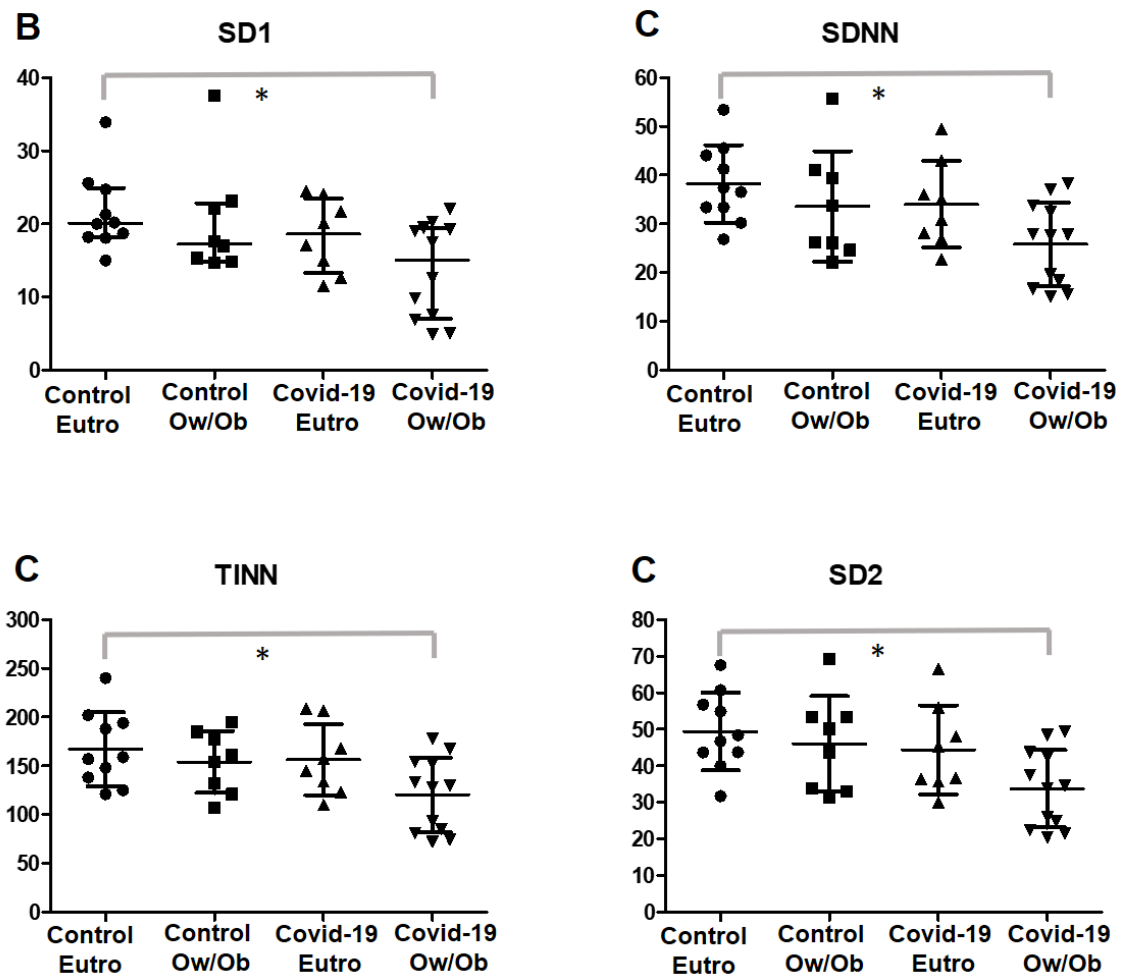 B
SD1
40
30
20
10
0
*
Control Eutro
Control Ow/Ob
Covid-19 Eutro
Covid-19 Ow/Ob
C
SDNN
60
50
40
30
20
10
0
*
Control Eutro
Control Ow/Ob
Covid-19 Eutro
Covid-19 Ow/Ob
C
TINN
300
250
200
150
100
50
0
*
Control Eutro
Control Ow/Ob
Covid-19 Eutro
Covid-19 Ow/Ob
C
SD2
80
70
60
50
40
30
20
10
0
*
Control Eutro
Control Ow/Ob
Covid-19 Eutro
Covid-19 Ow/Ob